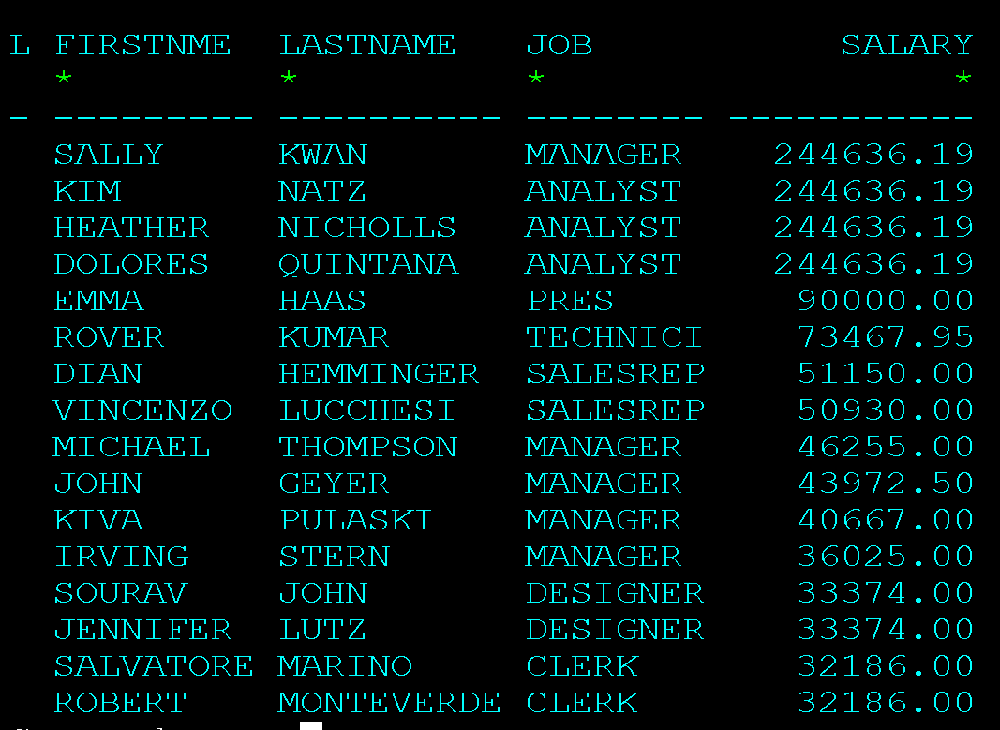 L FIRSTNME LASTNAME JOB SALARY
* * * *
- --------- ---------- -------- -----------
SALLY KWAN MANAGER 244636.19
KIM NATZ ANALYST 244636.19
HEATHER NICHOLLS ANALYST 244636.19
DOLORES QUINTANA ANALYST 244636.19
EMMA HAAS PRES 90000.00
ROVER KUMAR TECHNICI 73467.95
DIAN HEMMINGER SALESREP 51150.00
VINCENZO LUCCHESI SALESREP 50930.00
MICHAEL THOMPSON MANAGER 46255.00
JOHN GEYER MANAGER 43972.50
KIVA PULASKI MANAGER 40667.00
IRVING STERN MANAGER 36025.00
SOURAV JOHN DESIGNER 33374.00
JENNIFER LUTZ DESIGNER 33374.00
SALVATORE MARINO CLERK 32186.00
ROBERT MONTEVERDE CLERK 32186.00